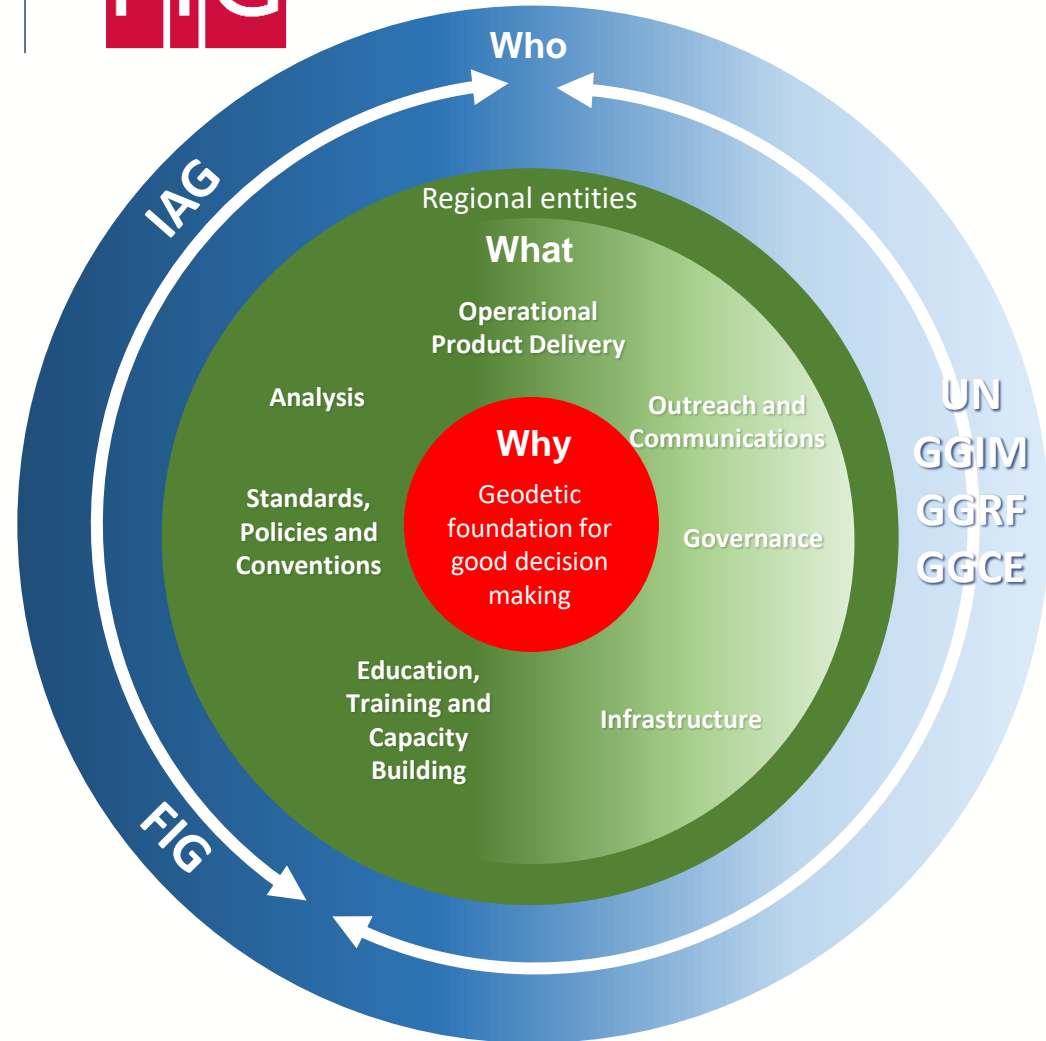 FIG
Who
IAG
Regional entities
What
Operational
Product Delivery
Analysis
Outreach and
Communications
UN
GGIM
GGRF
GGCE
Why
Geodetic
foundation for
good decision
making
Standards,
Policies and
Conventions
Governance
Education,
Training and
Capacity
Building
Infrastructure
FIG